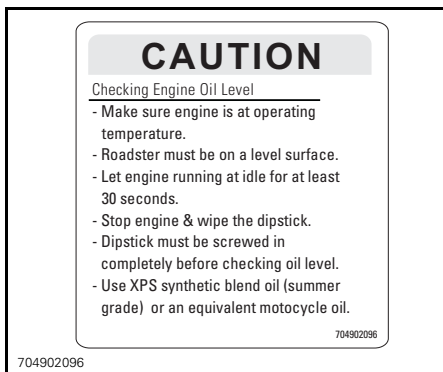 CAUTION
Checking Engine Oil Level
- Make sure engine is at operating
temperature.
- Roadster must be on a level surface.
- Let engine running at idle for at least
30 seconds.
- Stop engine & wipe the dipstick.
- Dipstick must be screwed in
completely before checking oil level.
- Use XPS synthetic blend oil (summer
grade) or an equivalent motocycle oil.
704902096
704902096